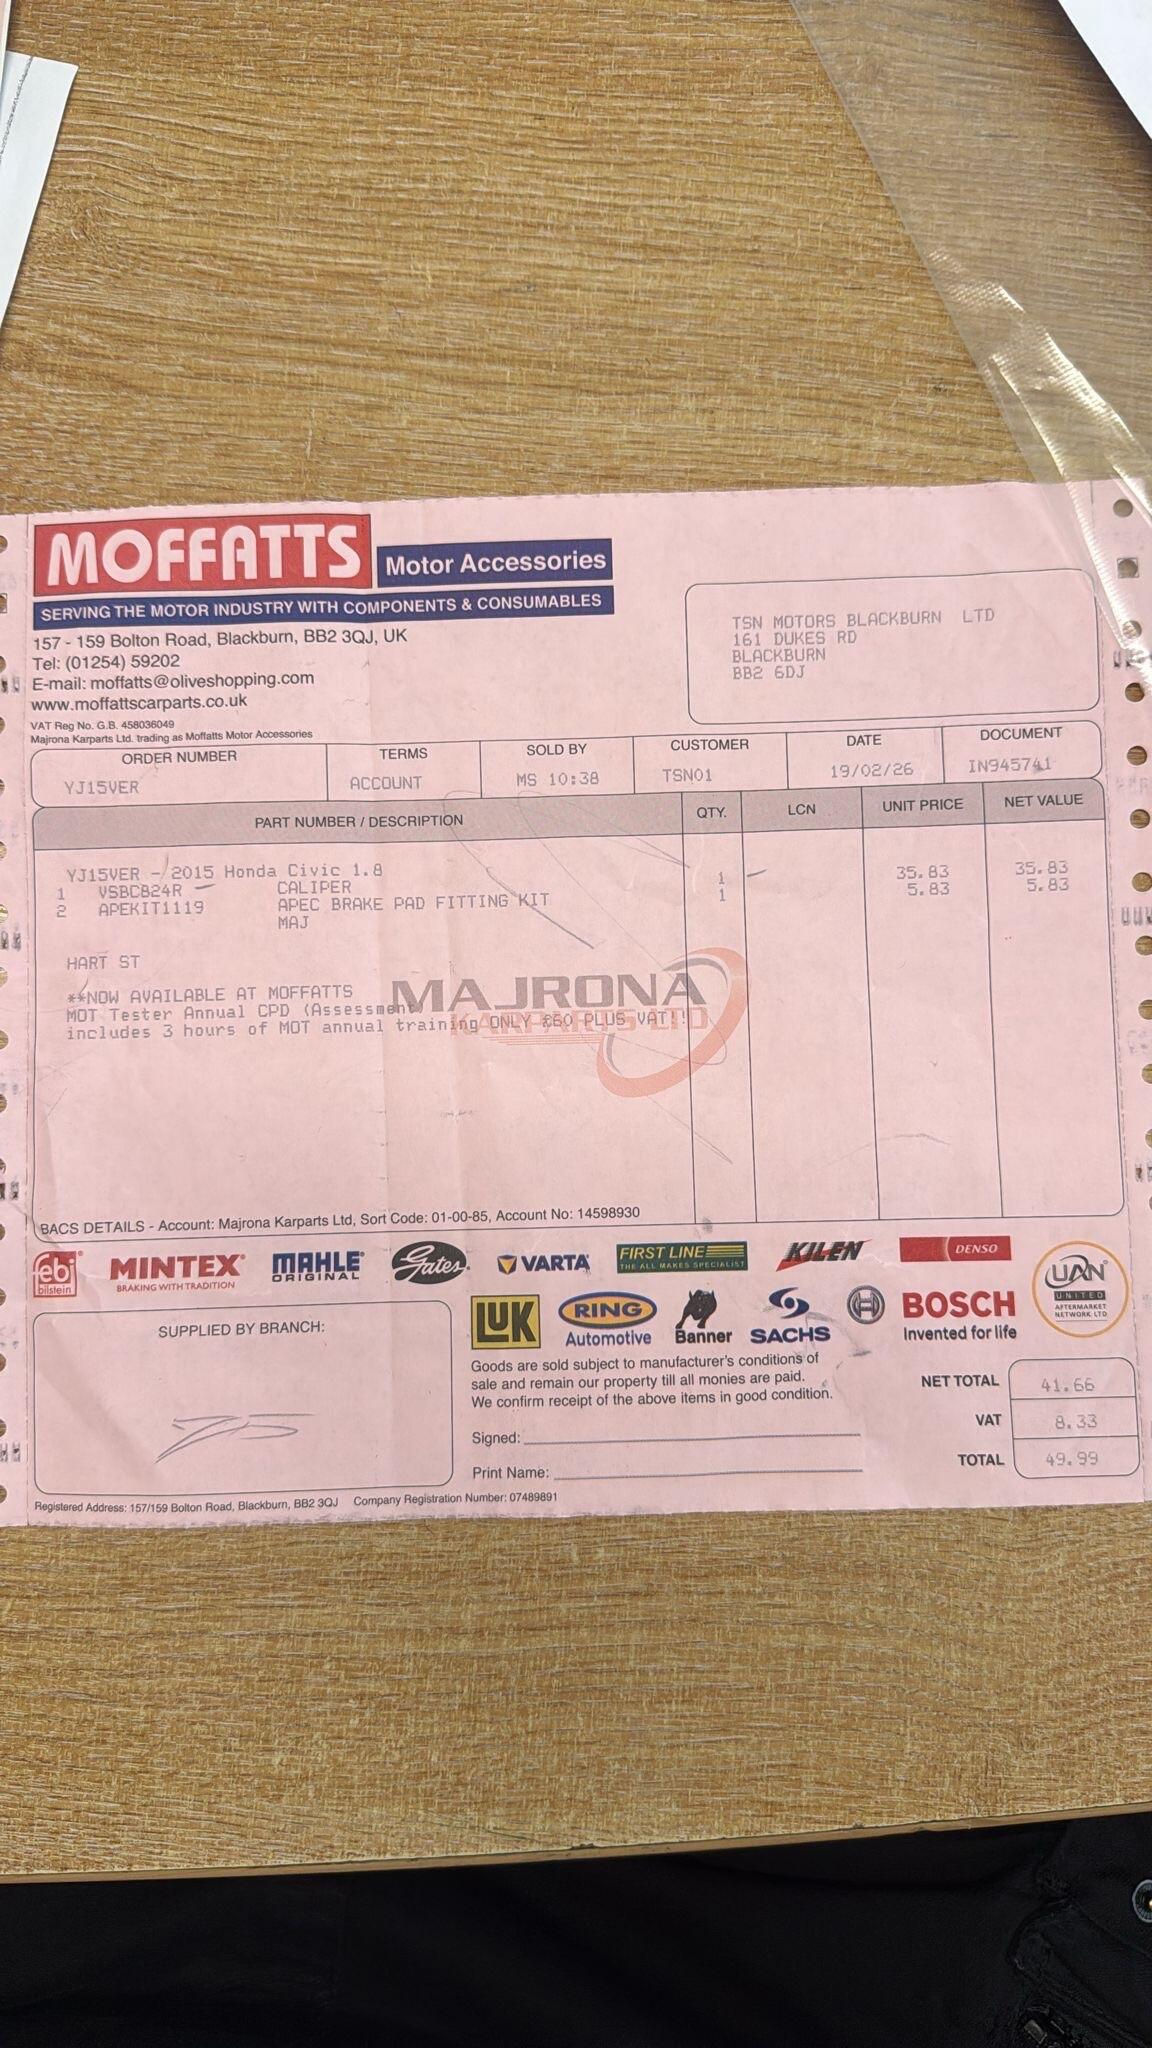 MOFFATTS
Motor Accessories
SERVING THE MOTOR INDUSTRY WITH COMPONENTS & CONSUMABLES
157 - 159 Bolton Road, Blackburn, BB2 3QJ, UK
Tel: (01254) 59202
E-mail: moffatts@oliveshopping.com
www.moffattscarparts.co.uk
VAT Reg No. G.B. 458036049
Majrona Karparts Ltd. trading as Moffatts Motor Accessories
TSN MOTORS BLACKBURN LTD
161 DUKES RD
BLACKBURN
BB2 6DJ
ORDER NUMBER TERMS SOLD BY CUSTOMER DATE DOCUMENT
YJ15VER ACCOUNT MS 10:38 TSN01 19/02/26 IN945741
PART NUMBER / DESCRIPTION QTY. LCN UNIT PRICE NET VALUE
YJ15VER - 2015 Honda Civic 1.8
1 VSBC824R CALIPER 1 35.83 35.83
2 APEKIT1119 APEC BRAKE PAD FITTING KIT 1 5.83 5.83
MAJ
HART ST
**NOW AVAILABLE AT MOFFATTS
MOT Tester Annual CPD (Assessment)
includes 3 hours of MOT annual training ONLY £60 PLUS VAT!!
MAJRONA
KARPARTS LTD
BACS DETAILS - Account: Majrona Karparts Ltd, Sort Code: 01-00-85, Account No: 14598930
febi
bilstein
MINTEX
BRAKING WITH TRADITION
MAHLE
ORIGINAL
Gates
VARTA
FIRST LINE
THE ALL MAKES SPECIALIST
KILEN
DENSO
UAN
UNITED
AFTERMARKET
NETWORK LTD
LUK
RING
Automotive
Banner
SACHS
BOSCH
Invented for life
SUPPLIED BY BRANCH:
Goods are sold subject to manufacturer's conditions of
sale and remain our property till all monies are paid.
We confirm receipt of the above items in good condition.
Signed:
Print Name:
NET TOTAL 41.66
VAT 8.33
TOTAL 49.99
Registered Address: 157/159 Bolton Road, Blackburn, BB2 3QJ Company Registration Number: 07489891